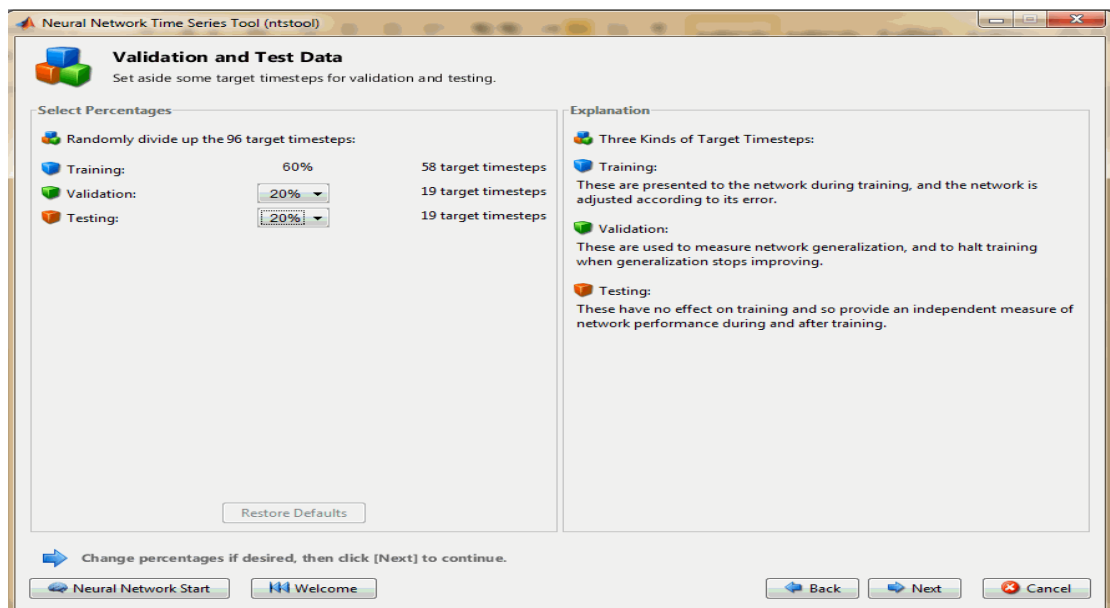 Neural Network Time Series Tool (ntstool)
Validation and Test Data
Set aside some target timesteps for validation and testing.
Select Percentages
Randomly divide up the 96 target timesteps:
Training: 60% 58 target timesteps
Validation: 20% 19 target timesteps
Testing: 20% 19 target timesteps
Restore Defaults
Explanation
Three Kinds of Target Timesteps:
Training:
These are presented to the network during training, and the network is
adjusted according to its error.
Validation:
These are used to measure network generalization, and to halt training
when generalization stops improving.
Testing:
These have no effect on training and so provide an independent measure of
network performance during and after training.
Change percentages if desired, then click [Next] to continue.
Neural Network Start Welcome Back Next Cancel